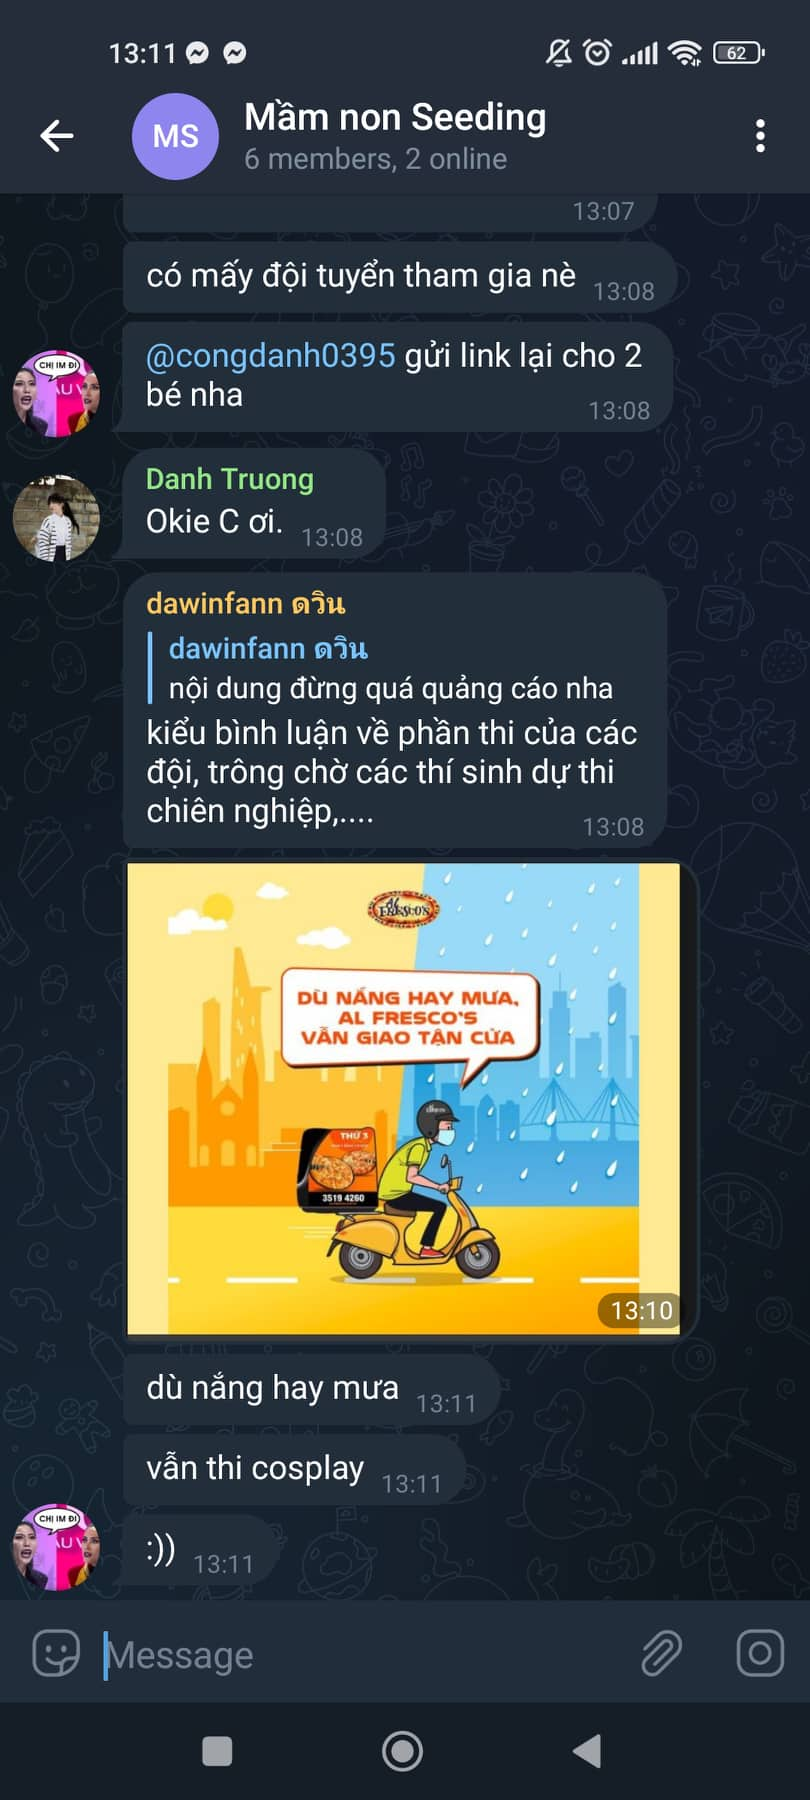 13:11
62
MS
Mầm non Seeding
6 members, 2 online
13:07
có mấy đội tuyển tham gia nè 13:08
@congdanh0395 gửi link lại cho 2
bé nha
13:08
CHỊ IM ĐI
Danh Truong
Okie C ơi. 13:08
dawinfann ดวิน
dawinfann ดวิน
nội dung đừng quá quảng cáo nha
kiểu bình luận về phần thi của các
đội, trông chờ các thí sinh dự thi
chiên nghiệp,....
13:08
AL FRESCO'S
DÙ NẮNG HAY MƯA,
AL FRESCO'S
VẪN GIAO TẬN CỬA
THỨ 3
3519 4260
13:10
dù nắng hay mưa 13:11
vẫn thi cosplay 13:11
CHỊ IM ĐI
:)) 13:11
Message